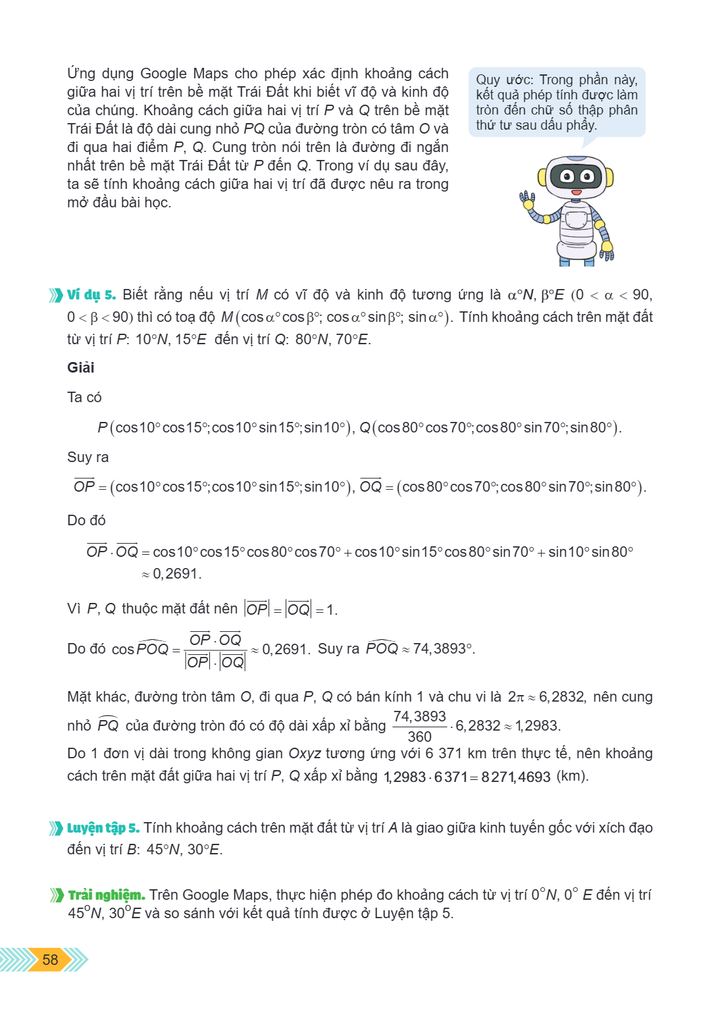 Ứng dụng Google Maps cho phép xác định khoảng cách
giữa hai vị trí trên bề mặt Trái Đất khi biết vĩ độ và kinh độ
của chúng. Khoảng cách giữa hai vị trí P và Q trên bề mặt
Trái Đất là độ dài cung nhỏ PQ của đường tròn có tâm O và
đi qua hai điểm P, Q. Cung tròn nói trên là đường đi ngắn
nhất trên bề mặt Trái Đất từ P đến Q. Trong ví dụ sau đây,
ta sẽ tính khoảng cách giữa hai vị trí đã được nêu ra trong
mở đầu bài học.
Quy ước: Trong phần này,
kết quả phép tính được làm
tròn đến chữ số thập phân
thứ tư sau dấu phẩy.
Ví dụ 5. Biết rằng nếu vị trí M có vĩ độ và kinh độ tương ứng là α°N, β°E (0 < α < 90,
0 < β < 90) thì có toạ độ M(cosα°cosβ°; cosα°sinβ°; sinα°). Tính khoảng cách trên mặt đất
từ vị trí P: 10°N, 15°E đến vị trí Q: 80°N, 70°E.
Giải
Ta có
P(cos10°cos15°;cos10°sin15°;sin10°), Q(cos80°cos70°;cos80°sin70°;sin80°).
Suy ra
$\overrightarrow{OP}$ = (cos10°cos15°;cos10°sin15°;sin10°), $\overrightarrow{OQ}$ = (cos80°cos70°;cos80°sin70°;sin80°).
Do đó
$\overrightarrow{OP} \cdot \overrightarrow{OQ}$ = cos10°cos15°cos80°cos70° + cos10°sin15°cos80°sin70° + sin10°sin80°
≈ 0,2691.
Vì P, Q thuộc mặt đất nên $|\overrightarrow{OP}| = |\overrightarrow{OQ}| = 1$.
Do đó $\cos\widehat{POQ} = \frac{\overrightarrow{OP} \cdot \overrightarrow{OQ}}{|\overrightarrow{OP}| \cdot |\overrightarrow{OQ}|}$ ≈ 0,2691. Suy ra $\widehat{POQ}$ ≈ 74,3893°.
Mặt khác, đường tròn tâm O, đi qua P, Q có bán kính 1 và chu vi là 2π ≈ 6,2832, nên cung
nhỏ $\widehat{PQ}$ của đường tròn đó có độ dài xấp xỉ bằng $\frac{74,3893}{360}$ · 6,2832 ≈ 1,2983.
Do 1 đơn vị dài trong không gian Oxyz tương ứng với 6 371 km trên thực tế, nên khoảng
cách trên mặt đất giữa hai vị trí P, Q xấp xỉ bằng 1,2983 · 6 371 = 8 271,4693 (km).
Luyện tập 5. Tính khoảng cách trên mặt đất từ vị trí A là giao giữa kinh tuyến gốc với xích đạo
đến vị trí B: 45°N, 30°E.
Trải nghiệm. Trên Google Maps, thực hiện phép đo khoảng cách từ vị trí 0°N, 0° E đến vị trí
45°N, 30°E và so sánh với kết quả tính được ở Luyện tập 5.
58